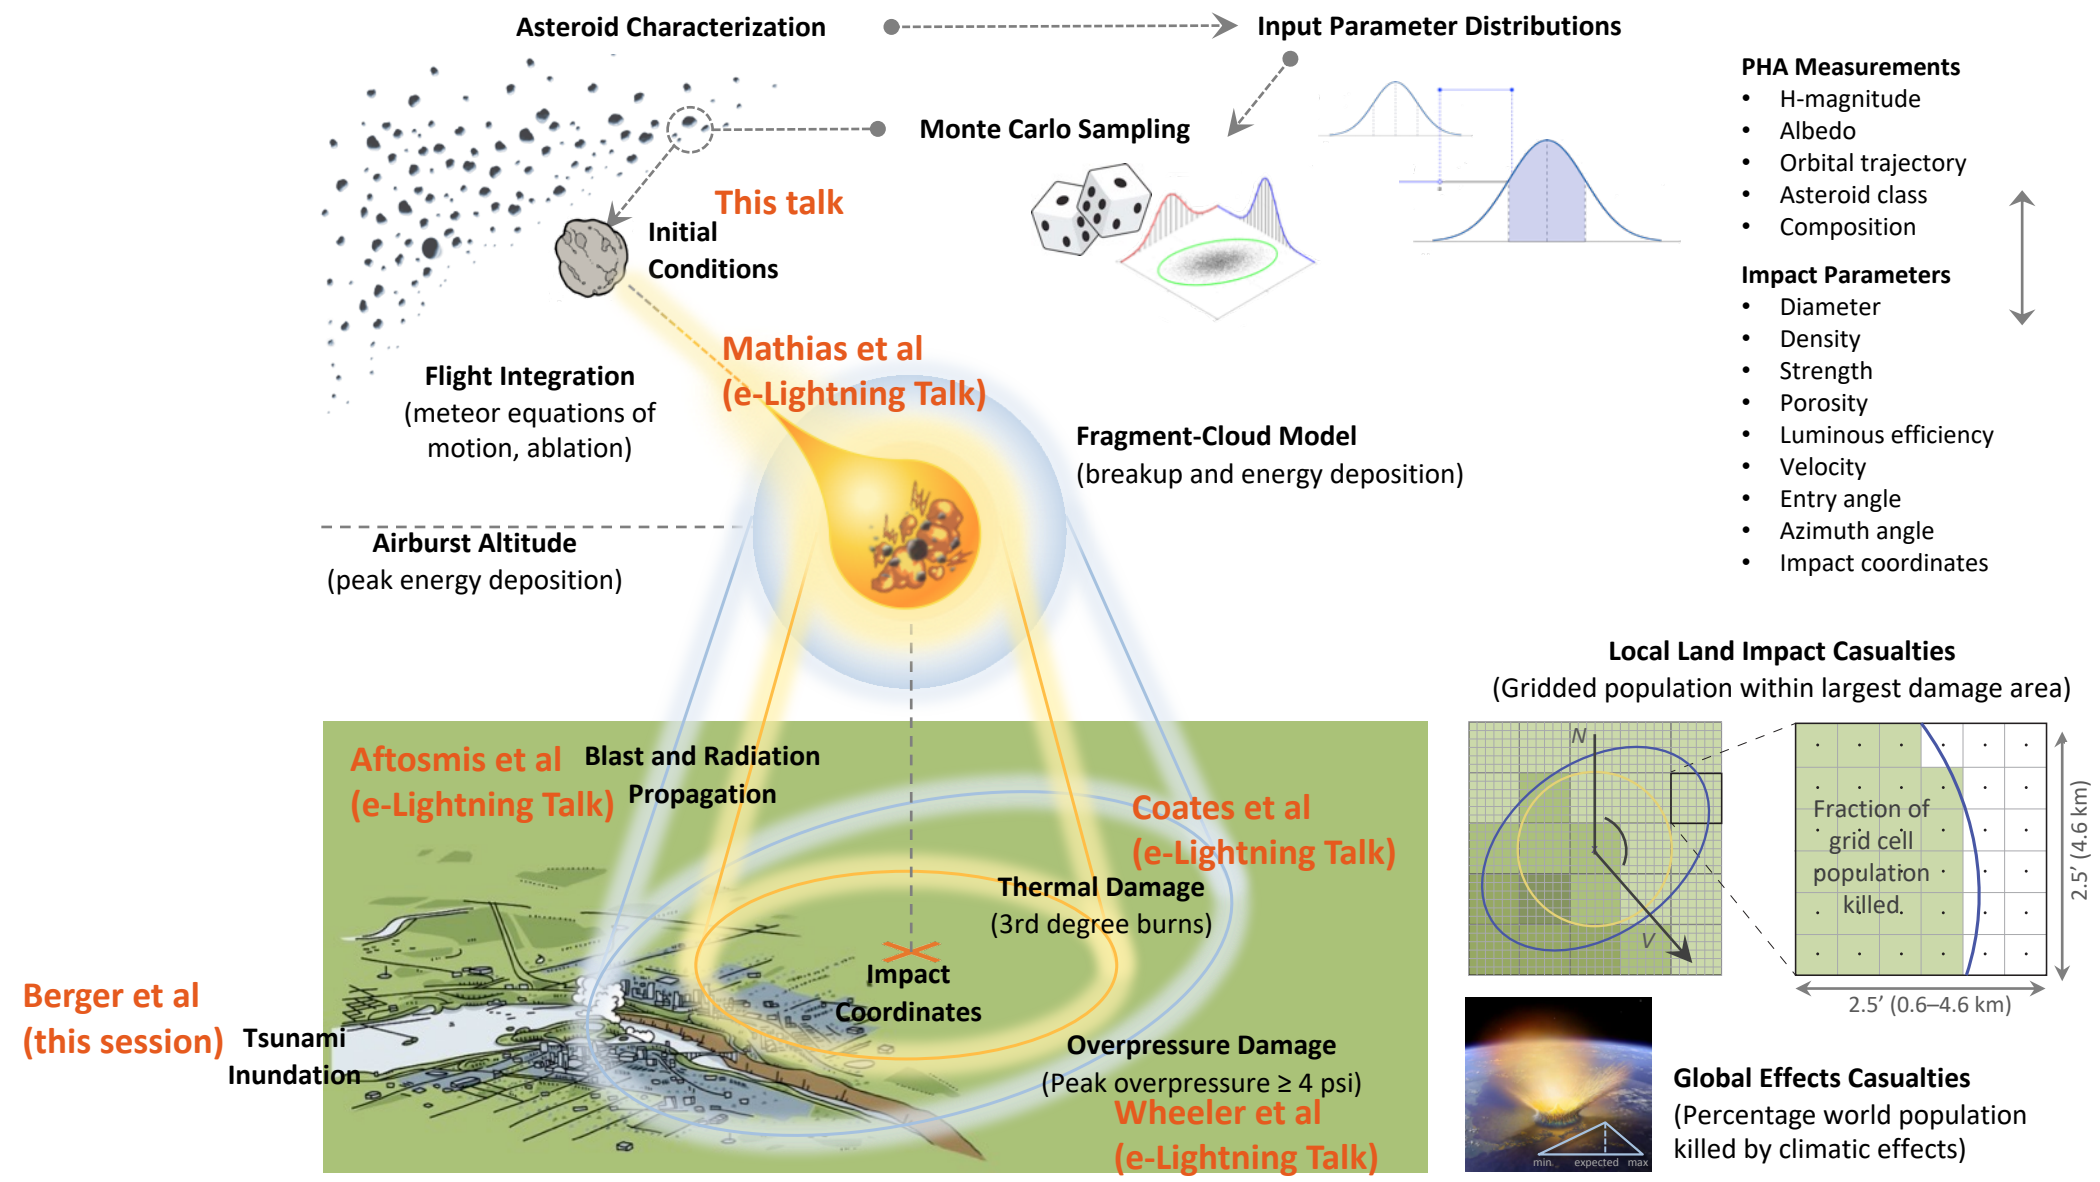 Asteroid Characterization
Input Parameter Distributions
Monte Carlo Sampling
This talk
Initial
Conditions
PHA Measurements
• H-magnitude
• Albedo
• Orbital trajectory
• Asteroid class
• Composition
Impact Parameters
• Diameter
• Density
• Strength
• Porosity
• Luminous efficiency
• Velocity
• Entry angle
• Azimuth angle
• Impact coordinates
Mathias et al
(e-Lightning Talk)
Flight Integration
(meteor equations of
motion, ablation)
Fragment-Cloud Model
(breakup and energy deposition)
Airburst Altitude
(peak energy deposition)
Local Land Impact Casualties
(Gridded population within largest damage area)
N
V
Fraction of
grid cell
population
killed
2.5’ (4.6 km)
2.5’ (0.6–4.6 km)
Aftosmis et al
(e-Lightning Talk)
Blast and Radiation
Propagation
Coates et al
(e-Lightning Talk)
Thermal Damage
(3rd degree burns)
Impact
Coordinates
Berger et al
(this session)
Tsunami
Inundation
Overpressure Damage
(Peak overpressure ≥ 4 psi)
Wheeler et al
(e-Lightning Talk)
min expected max
Global Effects Casualties
(Percentage world population
killed by climatic effects)